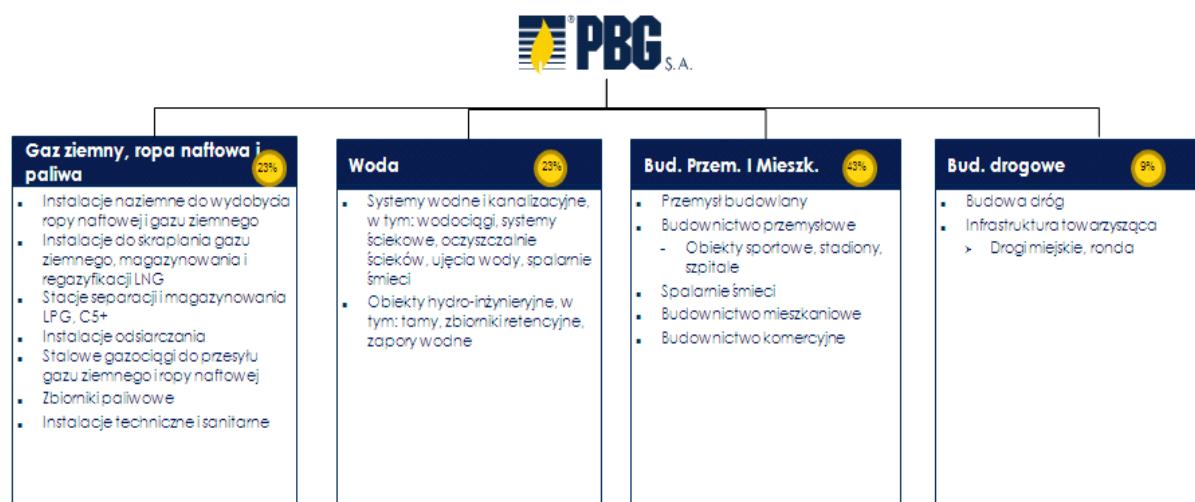 ® PBG S.A.
Gaz ziemny, ropa naftowa i
paliwa
23%
Instalacje naziemne do wydobycia
ropy naftowej i gazu ziemnego
Instalacje do skraplania gazu
ziemnego, magazynowania i
regazyfikacji LNG
Stacje separacji i magazynowania
LPG, C5+
Instalacje odsiarczania
Stalowe gazociągi do przesyłu
gazu ziemnego i ropy naftowej
Zbiorniki paliwowe
Instalacje techniczne i sanitarne
Woda
23%
Systemy wodne i kanalizacyjne,
w tym: wodociągi, systemy
ściekowe, oczyszczalnie
ścieków, ujęcia wody, spalarnie
śmieci
Obiekty hydro-inżynieryjne, w
tym: tamy, zbiorniki retencyjne,
zapory wodne
Bud. Przem. I Mieszk.
43%
Przemysł budowlany
Budownictwo przemysłowe
- Obiekty sportowe, stadiony,
szpitale
Spalarnie śmieci
Budownictwo mieszkaniowe
Budownictwo komercyjne
Bud. drogowe
9%
Budowa dróg
Infrastruktura towarzysząca
Drogi miejskie, ronda